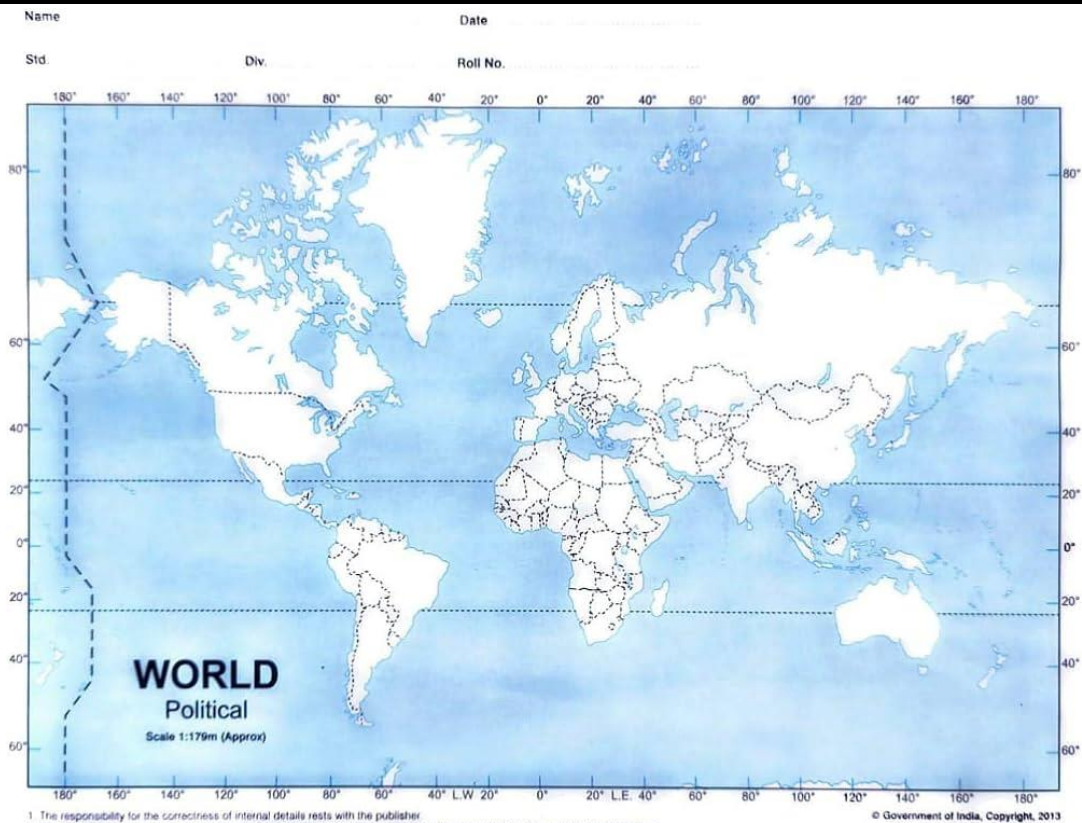 Name
Date
Std.
Div.
Roll No.
180° 160° 140° 120° 100° 80° 60° 40° 20° 0° 20° 40° 60° 80° 100° 120° 140° 160° 180°
80° 80°
60° 60°
40° 40°
20° 20°
0° 0°
20° 20°
40° 40°
WORLD
Political
Scale 1:179m (Approx)
60° 60°
180° 160° 140° 120° 100° 80° 60° 40° L.W 20° 0° 20° L.E. 40° 60° 80° 100° 120° 140° 160° 180°
1. The responsibility for the correctness of internal details rests with the publisher.
© Government of India, Copyright, 2013